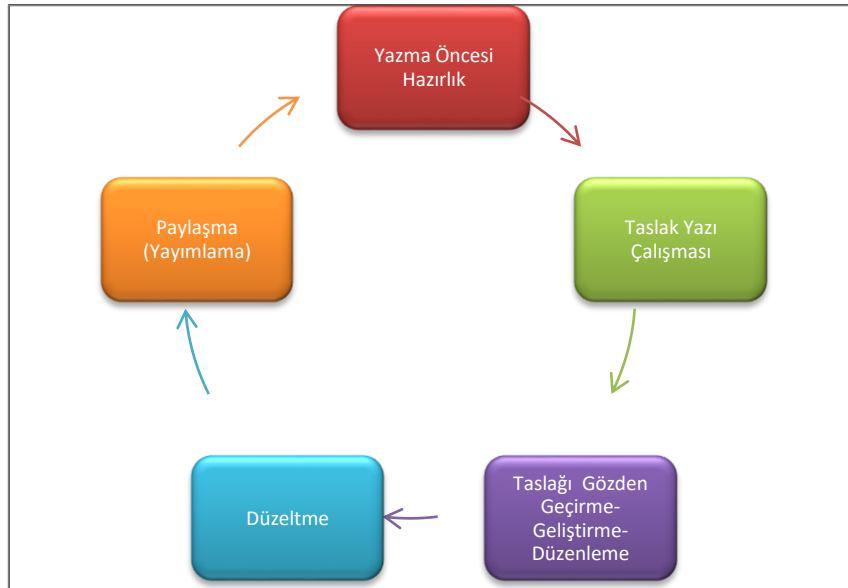 Yazma Öncesi
Hazırlık
Taslak Yazı
Çalışması
Taslağı  Gözden
Geçirme-
Geliştirme-
Düzenleme
Düzeltme
Paylaşma
(Yayımlama)